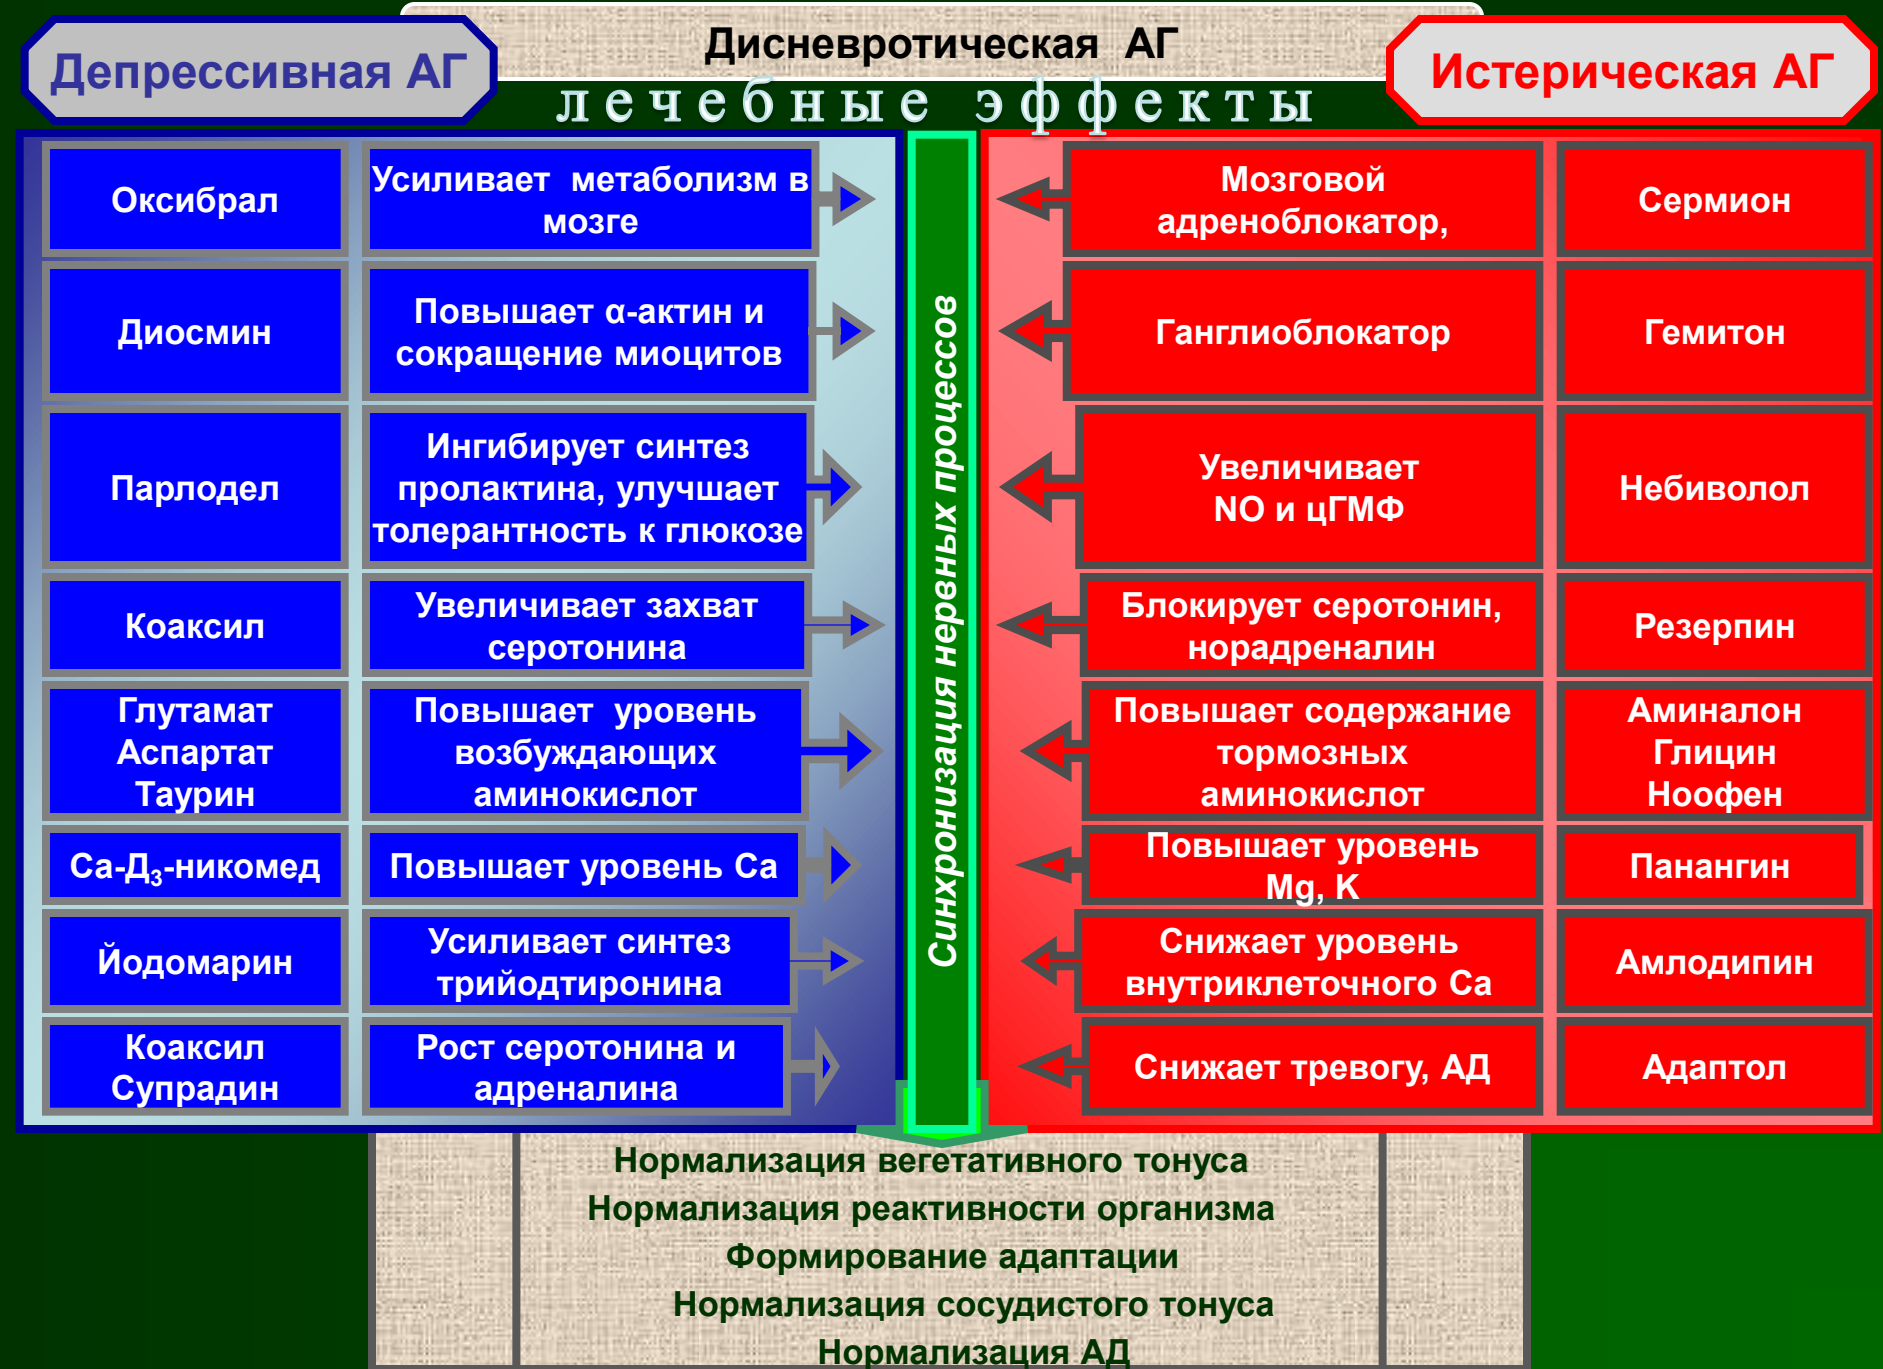 Дисневротическая АГ
Депрессивная АГ
Истерическая АГ
лечебные эффекты
Оксибрал
Усиливает метаболизм в
мозге
Мозговой
адреноблокатор,
Сермион
Диосмин
Повышает α-актин и
сокращение миоцитов
Ганглиоблокатор
Гемитон
Парлодел
Ингибирует синтез
пролактина, улучшает
толерантность к глюкозе
Увеличивает
NO и цГМФ
Небиволол
Коаксил
Увеличивает захват
серотонина
Блокирует серотонин,
норадреналин
Резерпин
Глутамат
Аспартат
Таурин
Повышает уровень
возбуждающих
аминокислот
Повышает содержание
тормозных
аминокислот
Аминалон
Глицин
Ноофен
Са-Д₃-никомед
Повышает уровень Са
Повышает уровень
Mg, K
Панангин
Йодомарин
Усиливает синтез
трийодтиронина
Снижает уровень
внутриклеточного Са
Амлодипин
Коаксил
Супрадин
Рост серотонина и
адреналина
Снижает тревогу, АД
Адаптол
Синхронизация нервных процессов
Нормализация вегетативного тонуса
Нормализация реактивности организма
Формирование адаптации
Нормализация сосудистого тонуса
Нормализация АД